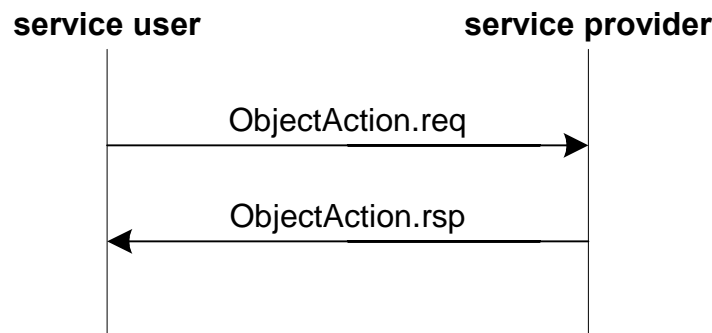 service user
service provider
ObjectAction.req
ObjectAction.rsp